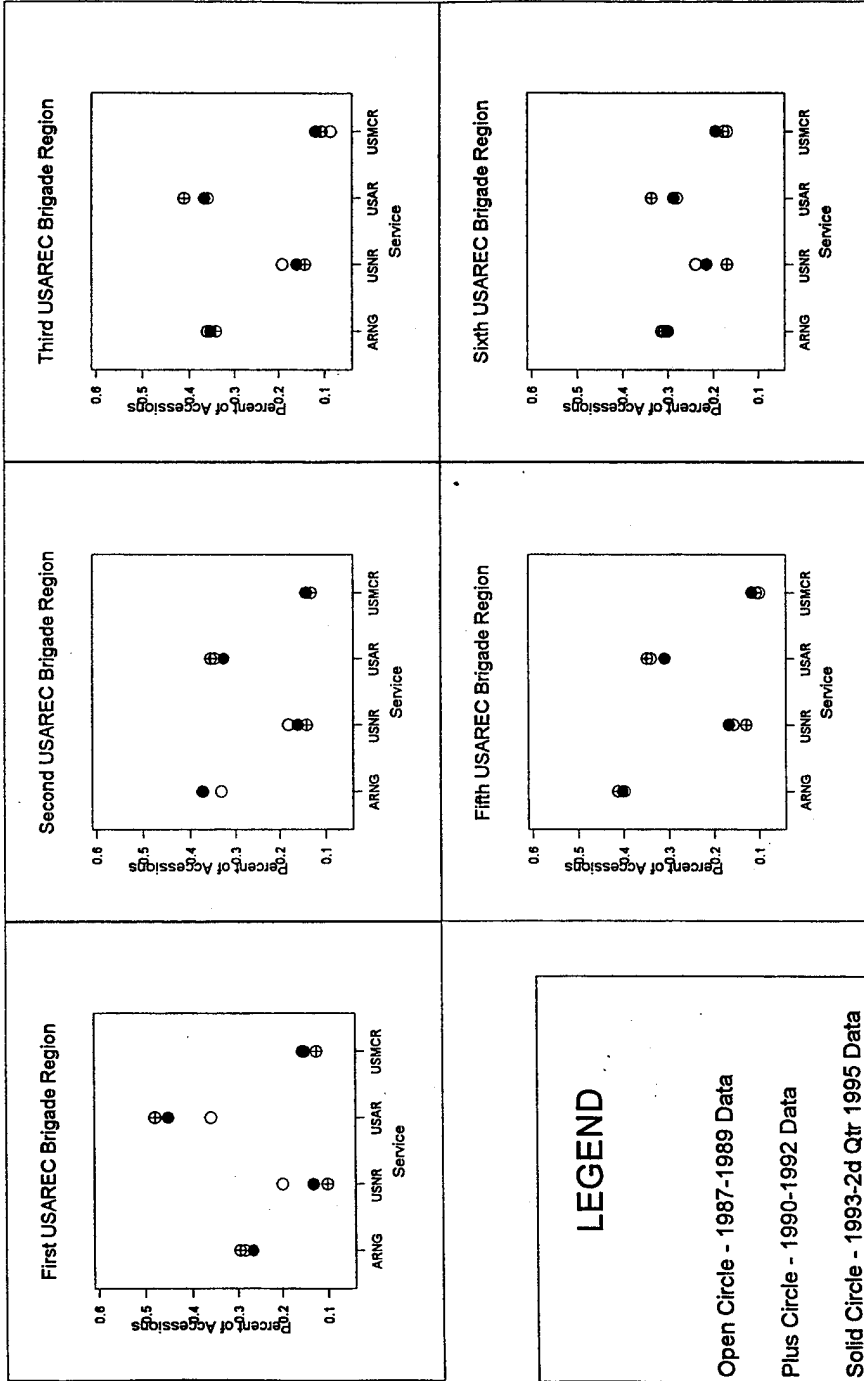 First USAREC Brigade Region
Percent of Accessions
0.6
0.5
0.4
0.3
0.2
0.1
ARNG USNR USAR USMCR
Service
Second USAREC Brigade Region
Percent of Accessions
0.6
0.5
0.4
0.3
0.2
0.1
ARNG USNR USAR USMCR
Service
Third USAREC Brigade Region
Percent of Accessions
0.6
0.5
0.4
0.3
0.2
0.1
ARNG USNR USAR USMCR
Service
LEGEND
Open Circle - 1987-1989 Data
Plus Circle - 1990-1992 Data
Solid Circle - 1993-2d Qtr 1995 Data
Fifth USAREC Brigade Region
Percent of Accessions
0.6
0.5
0.4
0.3
0.2
0.1
ARNG USNR USAR USMCR
Service
Sixth USAREC Brigade Region
Percent of Accessions
0.6
0.5
0.4
0.3
0.2
0.1
ARNG USNR USAR USMCR
Service